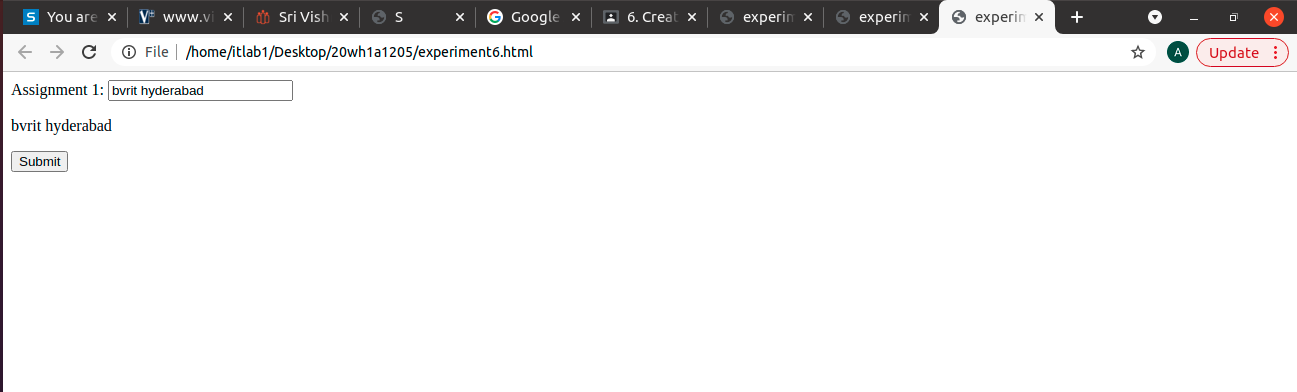 S You are V www.vi Sri Vish S Google 6. Creat experim experim experim
File /home/itlab1/Desktop/20wh1a1205/experiment6.html A Update
Assignment 1: bvrit hyderabad
bvrit hyderabad
Submit